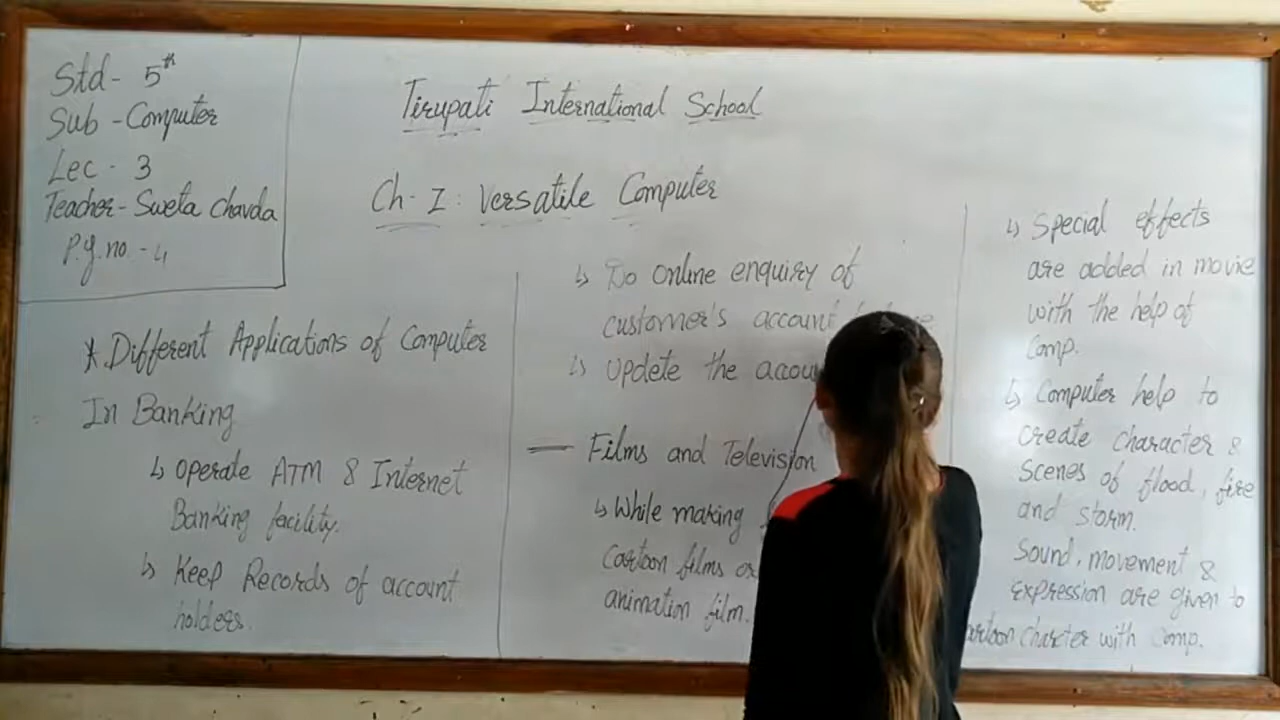 Std- 5th
Sub - Computer
Lec - 3
Teacher - Sweta Chavda
P.g. no. - 4
Tirupati International School
Ch- I : Versatile Computer
* Different Applications of Computer
In Banking
↳ Operate ATM & Internet
Banking facility.
↳ Keep Records of account
holders.
↳ Do Online enquiry of
customer's account
↳ Updete the
— Films and Television
↳ While making
Cartoon films or
animation film.
↳ Special effects
are added in movie
with the help of
Comp.
↳ Computer help to
create character &
Scenes of flood, fire
and storm.
Sound, movement &
Expression are given to
charcter with Comp.